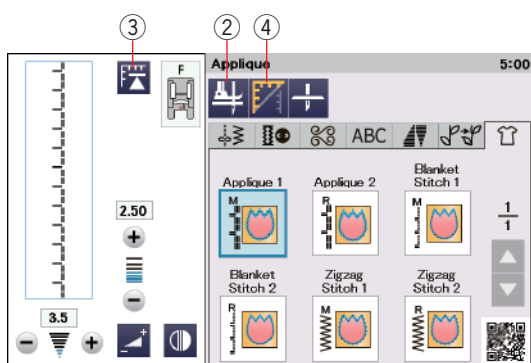 ③ ② ④
F
Applique 5:00
ABC
Applique 1 Applique 2 Blanket Stitch 1
M R M
2.50
1/1
Blanket Stitch 2 Zigzag Stitch 1 Zigzag Stitch 2
R M R
3.5